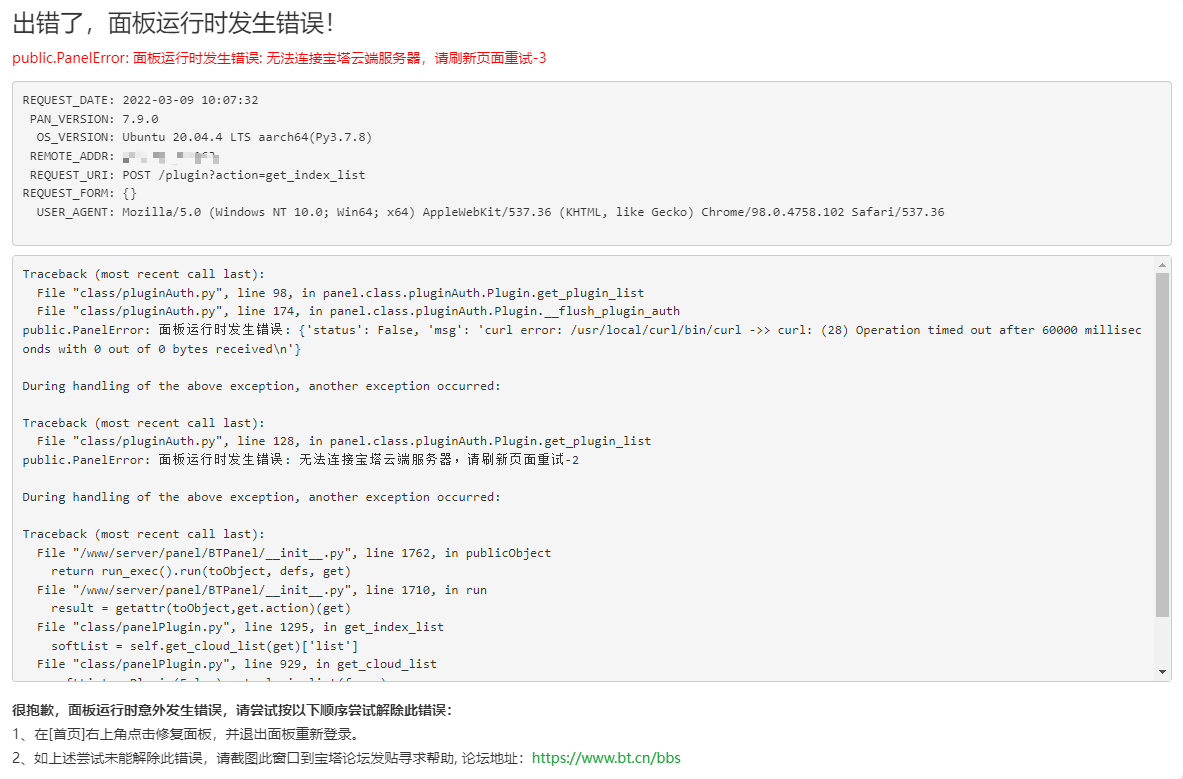 出错了，面板运行时发生错误！
public.PanelError: 面板运行时发生错误: 无法连接宝塔云端服务器，请刷新页面重试-3
REQUEST_DATE: 2022-03-09 10:07:32
PAN_VERSION: 7.9.0
OS_VERSION: Ubuntu 20.04.4 LTS aarch64(Py3.7.8)
REMOTE_ADDR:
REQUEST_URI: POST /plugin?action=get_index_list
REQUEST_FORM: {}
USER_AGENT: Mozilla/5.0 (Windows NT 10.0; Win64; x64) AppleWebKit/537.36 (KHTML, like Gecko) Chrome/98.0.4758.102 Safari/537.36
Traceback (most recent call last):
File "class/pluginAuth.py", line 98, in panel.class.pluginAuth.Plugin.get_plugin_list
File "class/pluginAuth.py", line 174, in panel.class.pluginAuth.Plugin.__flush_plugin_auth
public.PanelError: 面板运行时发生错误: {'status': False, 'msg': 'curl error: /usr/local/curl/bin/curl ->> curl: (28) Operation timed out after 60000 millisec
onds with 0 out of 0 bytes received\n'}
During handling of the above exception, another exception occurred:
Traceback (most recent call last):
File "class/pluginAuth.py", line 128, in panel.class.pluginAuth.Plugin.get_plugin_list
public.PanelError: 面板运行时发生错误: 无法连接宝塔云端服务器，请刷新页面重试-2
During handling of the above exception, another exception occurred:
Traceback (most recent call last):
File "/www/server/panel/BTPanel/__init__.py", line 1762, in publicObject
return run_exec().run(toObject, defs, get)
File "/www/server/panel/BTPanel/__init__.py", line 1710, in run
result = getattr(toObject,get.action)(get)
File "class/panelPlugin.py", line 1295, in get_index_list
softList = self.get_cloud_list(get)['list']
File "class/panelPlugin.py", line 929, in get_cloud_list
很抱歉，面板运行时意外发生错误，请尝试按以下顺序尝试解除此错误：
1、在[首页]右上角点击修复面板，并退出面板重新登录。
2、如上述尝试未能解除此错误，请截图此窗口到宝塔论坛发贴寻求帮助, 论坛地址：https://www.bt.cn/bbs